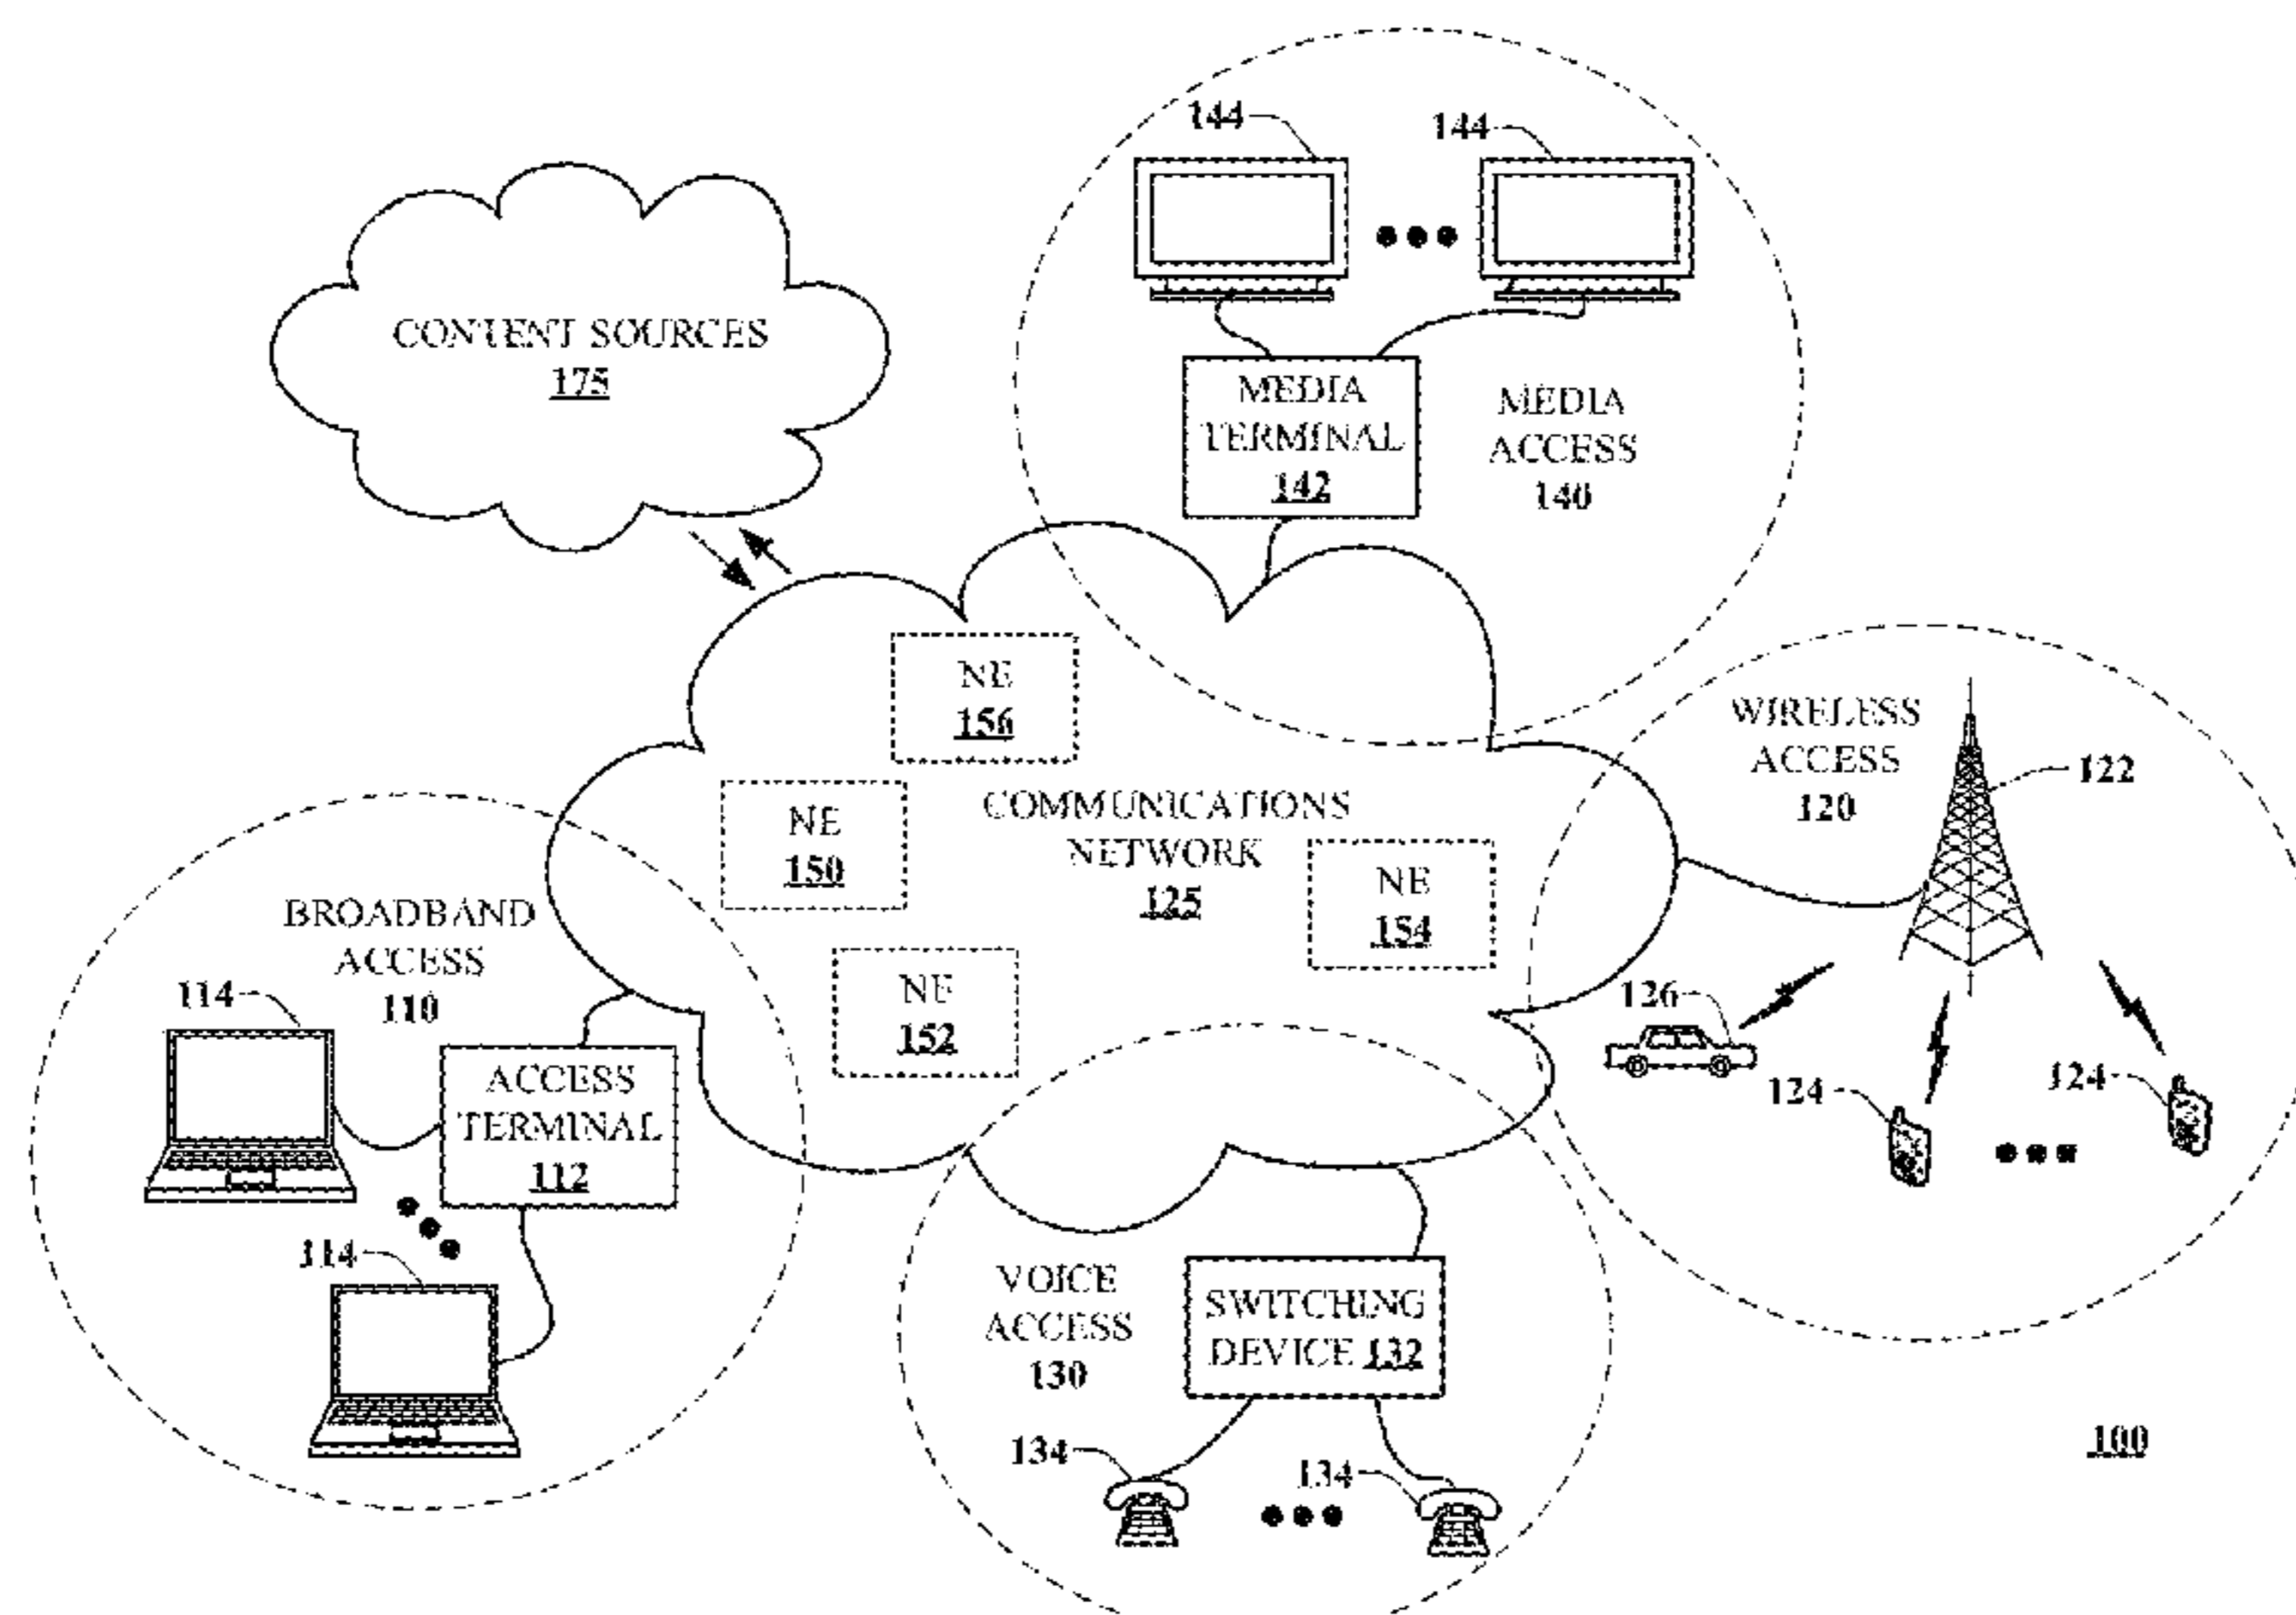 144
144
CONTENT SOURCES
175
MEDIA
TERMINAL
142
MEDIA
ACCESS
140
NE
156
WIRELESS
ACCESS
120
122
NE
150
COMMUNICATIONS
NETWORK
125
NE
154
BROADBAND
ACCESS
110
114
NE
152
126
124
124
ACCESS
TERMINAL
112
114
VOICE
ACCESS
130
SWITCHING
DEVICE 132
134
134
100